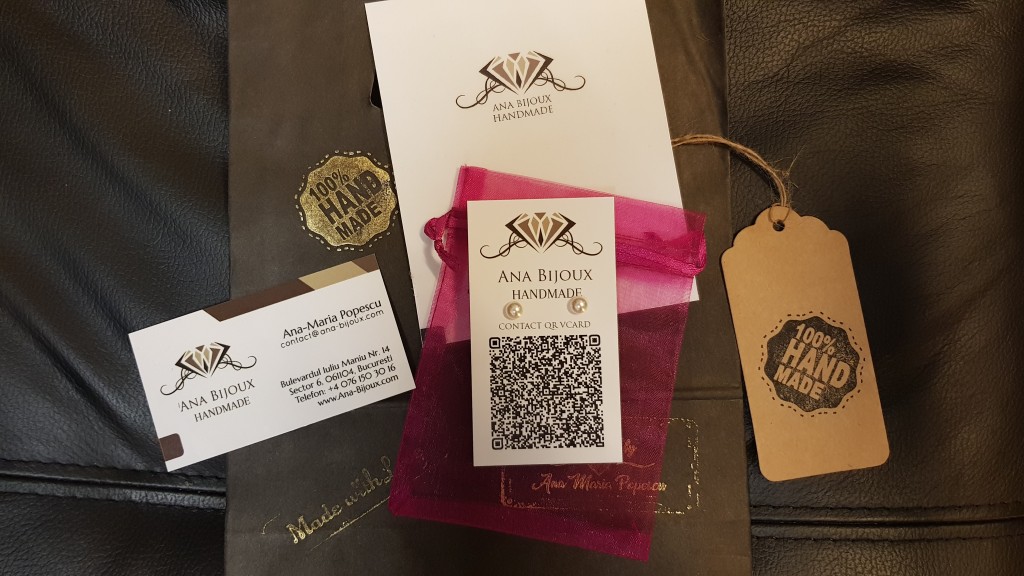 ANA BIJOUX
HANDMADE
100%
HAND
MADE
ANA BIJOUX
HANDMADE
CONTACT QR VCARD
Ana-Maria Popescu
contact@ana-bijoux.com
Bulevardul Iuliu Maniu Nr. 14
Sector 6, 061104, Bucuresti
Telefon: +4 076 150 30 16
www.Ana-Bijoux.com
ANA BIJOUX
HANDMADE
100%
HAND
MADE
Made with
by
Ana Maria Popescu